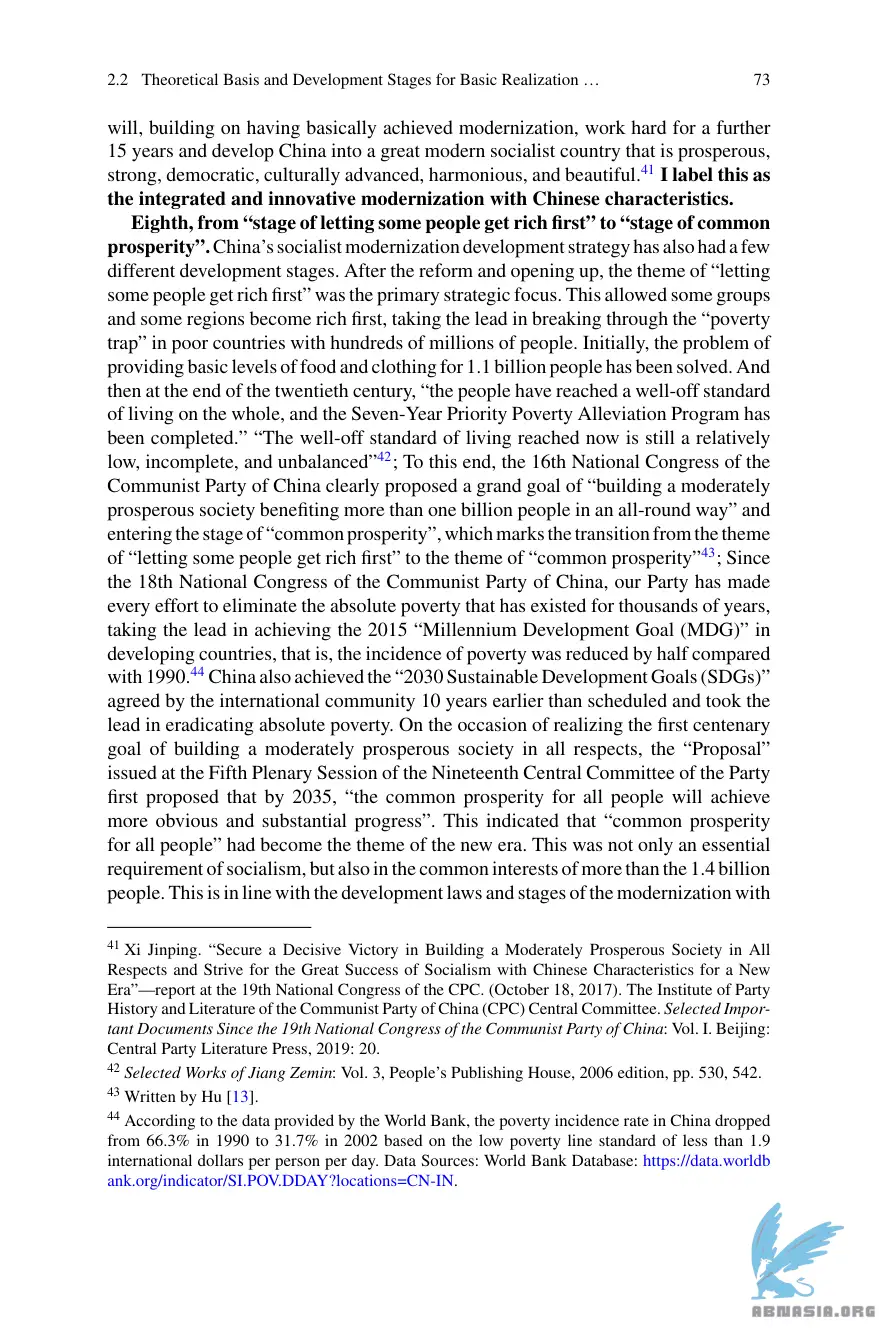 2.2 Theoretical Basis and Development Stages for Basic Realization … 73
will, building on having basically achieved modernization, work hard for a further
15 years and develop China into a great modern socialist country that is prosperous,
strong, democratic, culturally advanced, harmonious, and beautiful.41 I label this as
the integrated and innovative modernization with Chinese characteristics.
Eighth, from “stage of letting some people get rich first” to “stage of common
prosperity”. China’s socialist modernization development strategy has also had a few
different development stages. After the reform and opening up, the theme of “letting
some people get rich first” was the primary strategic focus. This allowed some groups
and some regions become rich first, taking the lead in breaking through the “poverty
trap” in poor countries with hundreds of millions of people. Initially, the problem of
providing basic levels of food and clothing for 1.1 billion people has been solved. And
then at the end of the twentieth century, “the people have reached a well-off standard
of living on the whole, and the Seven-Year Priority Poverty Alleviation Program has
been completed.” “The well-off standard of living reached now is still a relatively
low, incomplete, and unbalanced”42; To this end, the 16th National Congress of the
Communist Party of China clearly proposed a grand goal of “building a moderately
prosperous society benefiting more than one billion people in an all-round way” and
entering the stage of “common prosperity”, which marks the transition from the theme
of “letting some people get rich first” to the theme of “common prosperity”43; Since
the 18th National Congress of the Communist Party of China, our Party has made
every effort to eliminate the absolute poverty that has existed for thousands of years,
taking the lead in achieving the 2015 “Millennium Development Goal (MDG)” in
developing countries, that is, the incidence of poverty was reduced by half compared
with 1990.44 China also achieved the “2030 Sustainable Development Goals (SDGs)”
agreed by the international community 10 years earlier than scheduled and took the
lead in eradicating absolute poverty. On the occasion of realizing the first centenary
goal of building a moderately prosperous society in all respects, the “Proposal”
issued at the Fifth Plenary Session of the Nineteenth Central Committee of the Party
first proposed that by 2035, “the common prosperity for all people will achieve
more obvious and substantial progress”. This indicated that “common prosperity
for all people” had become the theme of the new era. This was not only an essential
requirement of socialism, but also in the common interests of more than the 1.4 billion
people. This is in line with the development laws and stages of the modernization with
41 Xi Jinping. “Secure a Decisive Victory in Building a Moderately Prosperous Society in All
Respects and Strive for the Great Success of Socialism with Chinese Characteristics for a New
Era”—report at the 19th National Congress of the CPC. (October 18, 2017). The Institute of Party
History and Literature of the Communist Party of China (CPC) Central Committee. Selected Impor-
tant Documents Since the 19th National Congress of the Communist Party of China: Vol. I. Beijing:
Central Party Literature Press, 2019: 20.
42 Selected Works of Jiang Zemin: Vol. 3, People’s Publishing House, 2006 edition, pp. 530, 542.
43 Written by Hu [13].
44 According to the data provided by the World Bank, the poverty incidence rate in China dropped
from 66.3% in 1990 to 31.7% in 2002 based on the low poverty line standard of less than 1.9
international dollars per person per day. Data Sources: World Bank Database: https://data.worldb
ank.org/indicator/SI.POV.DDAY?locations=CN-IN.
ABNASIA.ORG